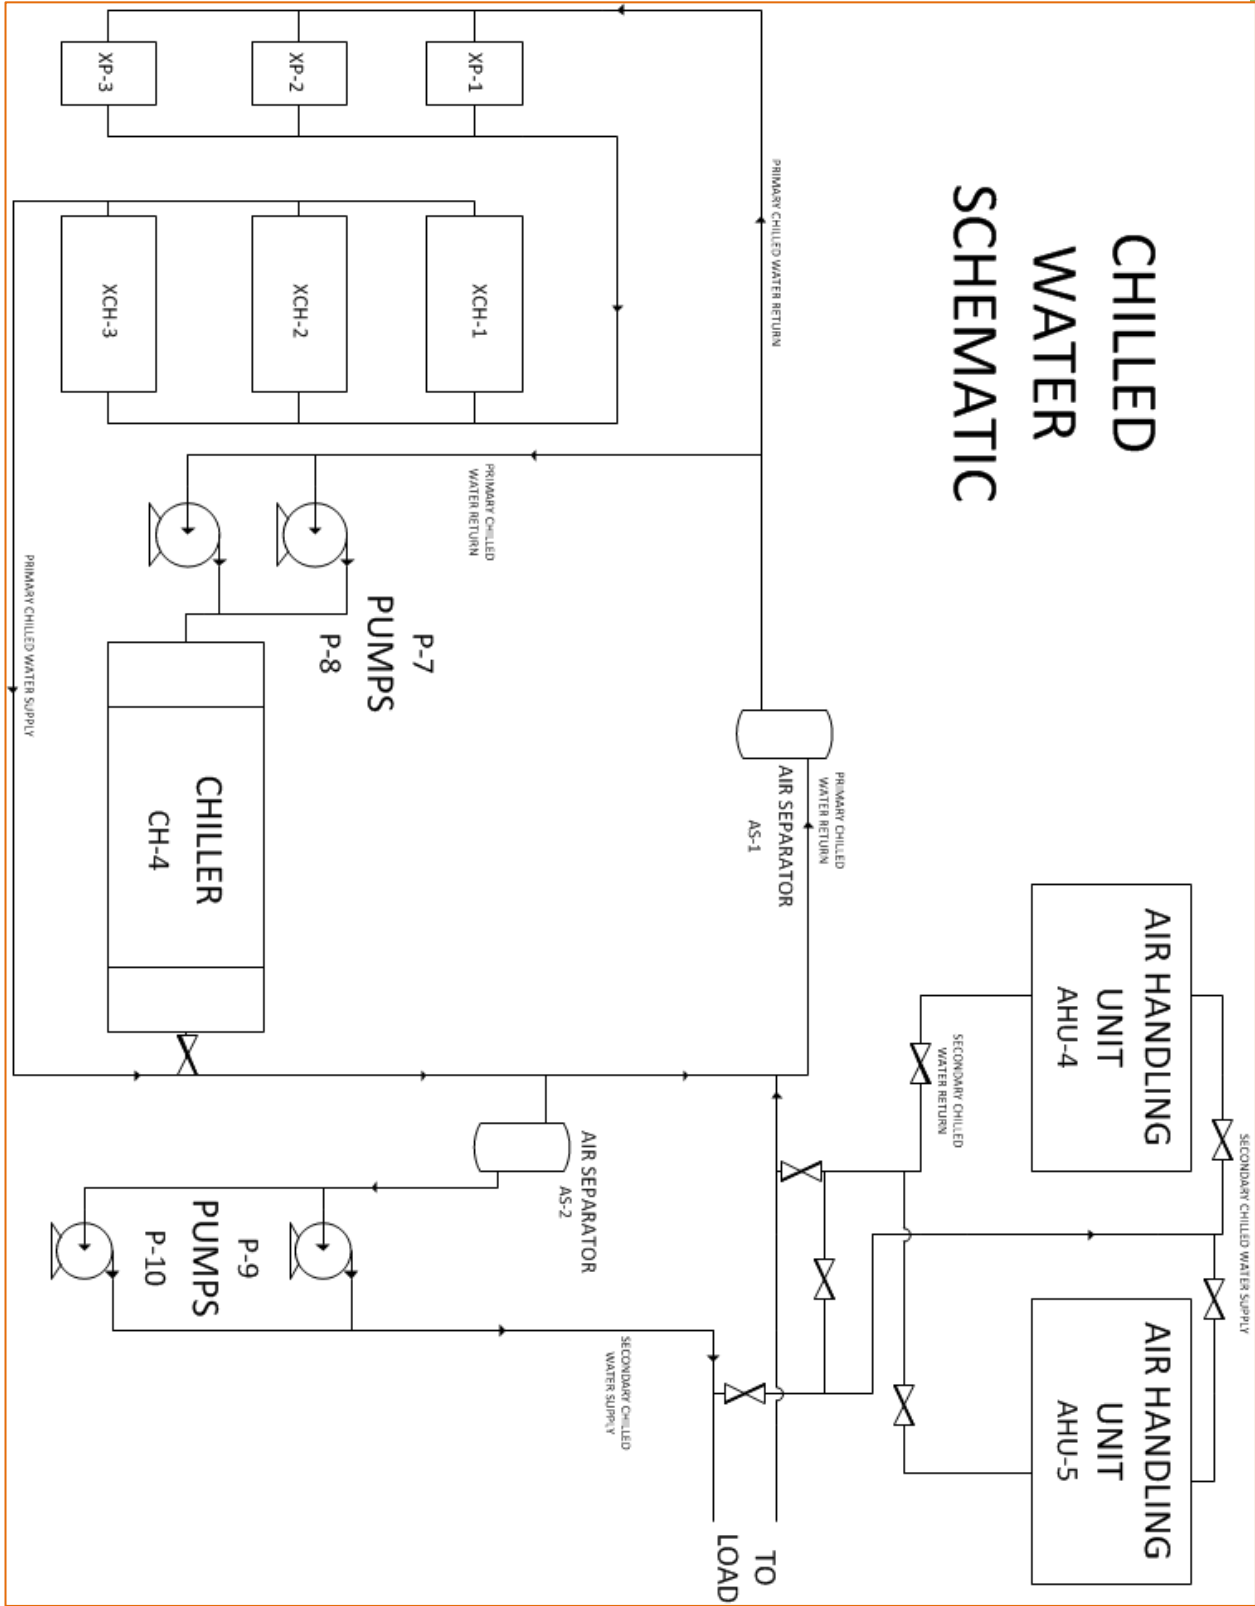 CHILLED
WATER
SCHEMATIC
AIR HANDLING
UNIT
AHU-4
AIR HANDLING
UNIT
AHU-5
SECONDARY CHILLED WATER SUPPLY
SECONDARY CHILLED
WATER RETURN
PRIMARY CHILLED WATER RETURN
PRIMARY CHILLED
WATER RETURN
AIR SEPARATOR
AS-1
TO
LOAD
SECONDARY CHILLED
WATER SUPPLY
AIR SEPARATOR
AS-2
XP-1
XP-2
XP-3
XCH-1
XCH-2
XCH-3
PRIMARY CHILLED
WATER RETURN
P-7
PUMPS
P-8
CHILLER
CH-4
P-9
PUMPS
P-10
PRIMARY CHILLED WATER SUPPLY